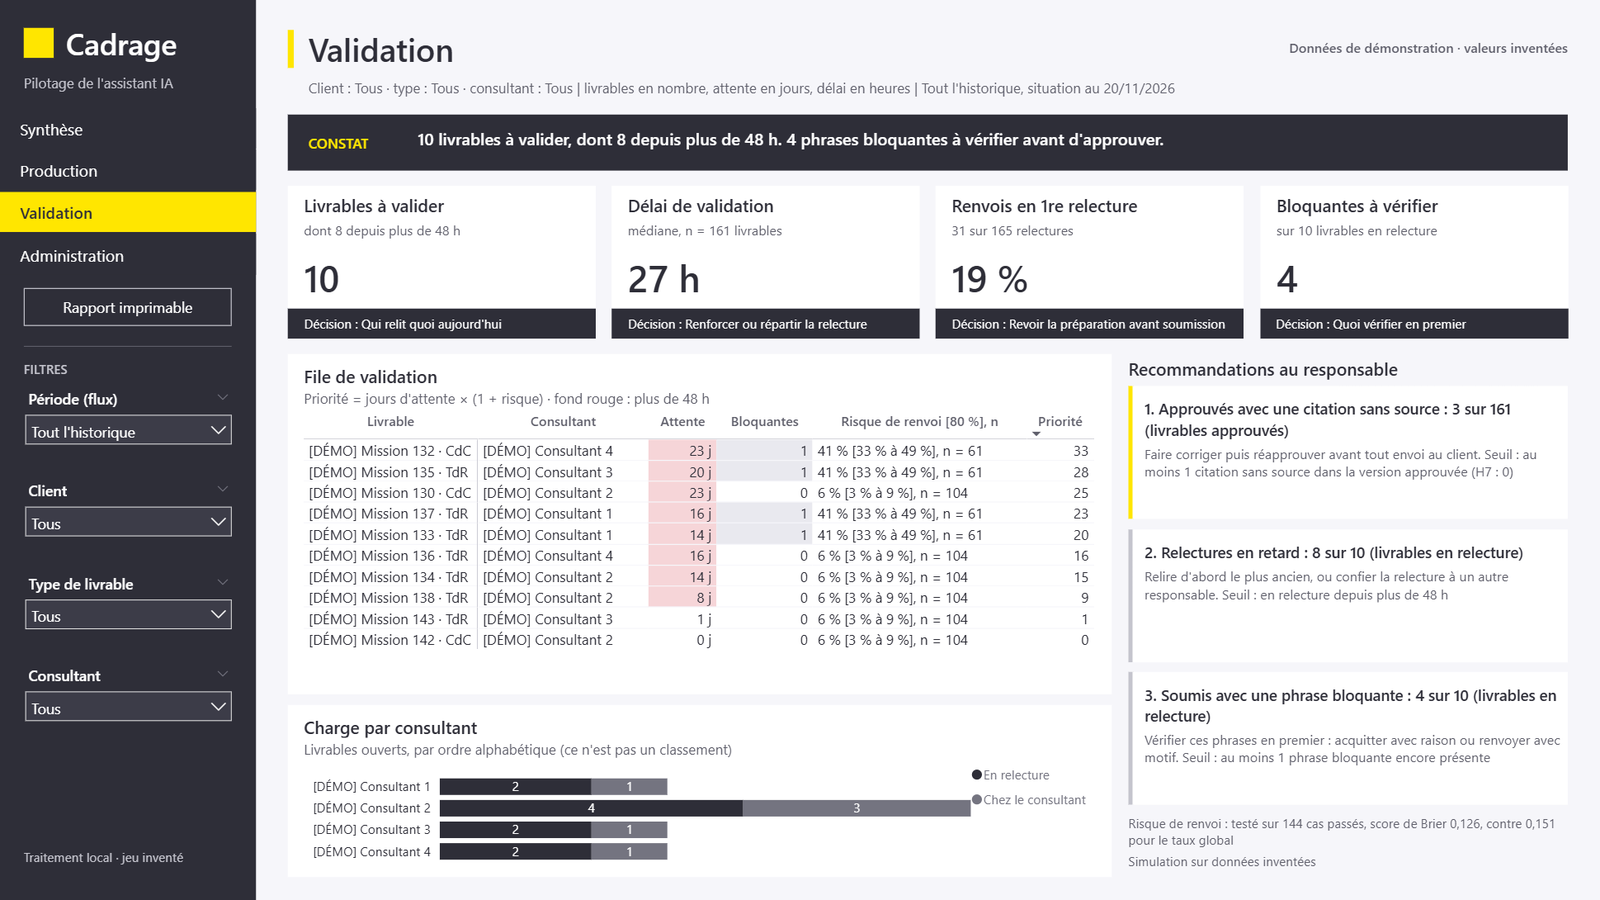 Cadrage
Pilotage de l'assistant IA
Synthèse
Production
Validation
Administration
Rapport imprimable
FILTRES
Période (flux)
Tout l'historique
Client
Tous
Type de livrable
Tous
Consultant
Tous
Traitement local · jeu inventé
Validation
Données de démonstration · valeurs inventées
Client : Tous · type : Tous · consultant : Tous | livrables en nombre, attente en jours, délai en heures | Tout l'historique, situation au 20/11/2026
CONSTAT
10 livrables à valider, dont 8 depuis plus de 48 h. 4 phrases bloquantes à vérifier avant d'approuver.
Livrables à valider
dont 8 depuis plus de 48 h
10
Décision : Qui relit quoi aujourd'hui
Délai de validation
médiane, n = 161 livrables
27 h
Décision : Renforcer ou répartir la relecture
Renvois en 1re relecture
31 sur 165 relectures
19 %
Décision : Revoir la préparation avant soumission
Bloquantes à vérifier
sur 10 livrables en relecture
4
Décision : Quoi vérifier en premier
File de validation
Priorité = jours d'attente × (1 + risque) · fond rouge : plus de 48 h
Livrable Consultant Attente Bloquantes Risque de renvoi [80 %], n Priorité
[DÉMO] Mission 132 · CdC [DÉMO] Consultant 4 23 j 1 41 % [33 % à 49 %], n = 61 33
[DÉMO] Mission 135 · TdR [DÉMO] Consultant 3 20 j 1 41 % [33 % à 49 %], n = 61 28
[DÉMO] Mission 130 · CdC [DÉMO] Consultant 2 23 j 0 6 % [3 % à 9 %], n = 104 25
[DÉMO] Mission 137 · TdR [DÉMO] Consultant 1 16 j 1 41 % [33 % à 49 %], n = 61 23
[DÉMO] Mission 133 · TdR [DÉMO] Consultant 1 14 j 1 41 % [33 % à 49 %], n = 61 20
[DÉMO] Mission 136 · TdR [DÉMO] Consultant 4 16 j 0 6 % [3 % à 9 %], n = 104 16
[DÉMO] Mission 134 · TdR [DÉMO] Consultant 2 14 j 0 6 % [3 % à 9 %], n = 104 15
[DÉMO] Mission 138 · TdR [DÉMO] Consultant 2 8 j 0 6 % [3 % à 9 %], n = 104 9
[DÉMO] Mission 143 · TdR [DÉMO] Consultant 3 1 j 0 6 % [3 % à 9 %], n = 104 1
[DÉMO] Mission 142 · CdC [DÉMO] Consultant 2 0 j 0 6 % [3 % à 9 %], n = 104 0
Charge par consultant
Livrables ouverts, par ordre alphabétique (ce n'est pas un classement)
En relecture
Chez le consultant
[DÉMO] Consultant 1 2 1
[DÉMO] Consultant 2 4 3
[DÉMO] Consultant 3 2 1
[DÉMO] Consultant 4 2 1
Recommandations au responsable
1. Approuvés avec une citation sans source : 3 sur 161
(livrables approuvés)
Faire corriger puis réapprouver avant tout envoi au client. Seuil : au
moins 1 citation sans source dans la version approuvée (H7 : 0)
2. Relectures en retard : 8 sur 10 (livrables en relecture)
Relire d'abord le plus ancien, ou confier la relecture à un autre
responsable. Seuil : en relecture depuis plus de 48 h
3. Soumis avec une phrase bloquante : 4 sur 10 (livrables en
relecture)
Vérifier ces phrases en premier : acquitter avec raison ou renvoyer avec
motif. Seuil : au moins 1 phrase bloquante encore présente
Risque de renvoi : testé sur 144 cas passés, score de Brier 0,126, contre 0,151
pour le taux global
Simulation sur données inventées